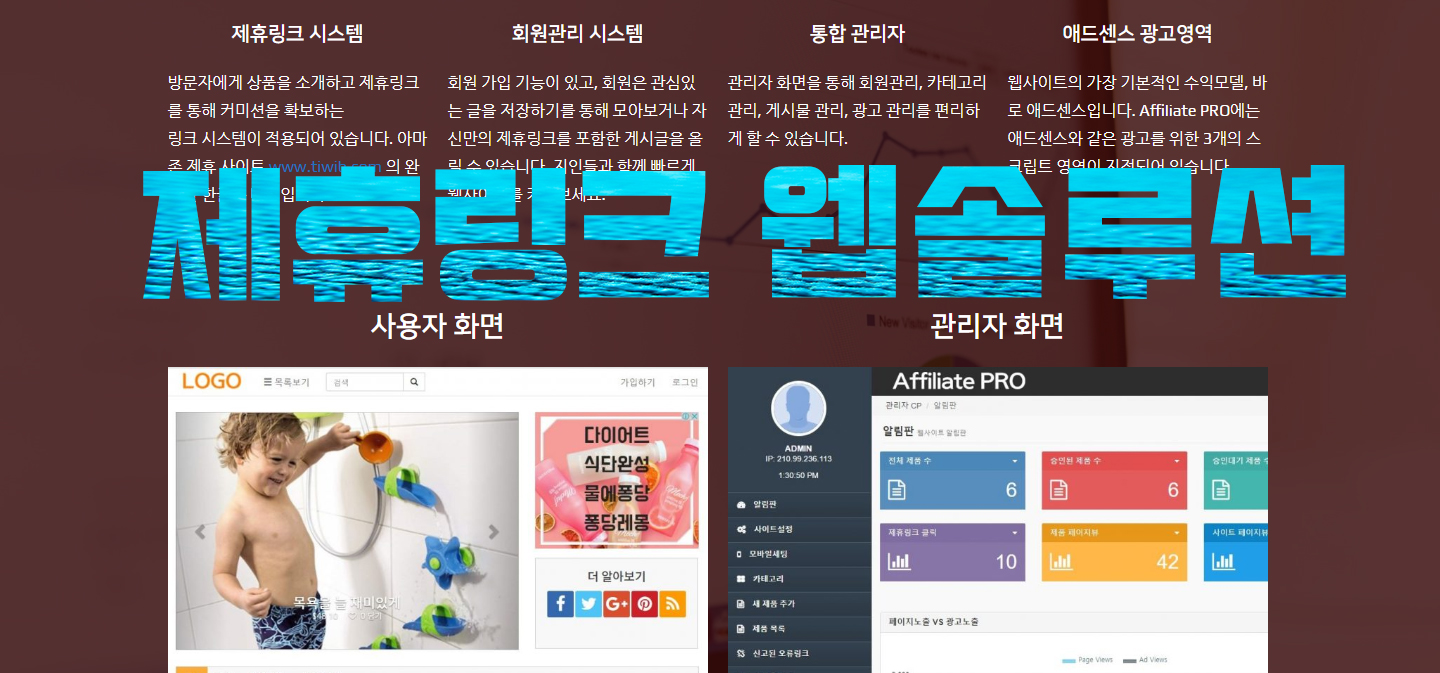 제휴링크 시스템
회원관리 시스템
통합 관리자
애드센스 광고영역
방문자에게 상품을 소개하고 제휴링크
를 통해 커미션을 확보하는
링크 시스템이 적용되어 있습니다. 아마
존 제휴 사이트 www.tiwib.com 의 완
회원 가입 기능이 있고, 회원은 관심있
는 글을 저장하기를 통해 모아보거나 자
신만의 제휴링크를 포함한 게시글을 올
릴 수 있습니다. 지인들과 함께 빠르게
관리자 화면을 통해 회원관리, 카테고리
관리, 게시물 관리, 광고 관리를 편리하
게 할 수 있습니다.
웹사이트의 가장 기본적인 수익모델, 바
로 애드센스입니다. Affiliate PRO에는
애드센스와 같은 광고를 위한 3개의 스
크립트 영역이 지정되어 있습니다.
제휴링크 웹솔루션
사용자 화면
관리자 화면
LOGO
목록보기
검색
가입하기
로그인
다이어트
식단완성
물에퐁당
퐁당레몽
더 알아보기
목욕을 늘 재미있게
Affiliate PRO
관리자 CP / 알림판
알림판 웹사이트 알림판
ADMIN
IP: 210.99.236.113
1:30:50 PM
알림판
사이트설정
모바일세팅
카테고리
새 제품 추가
제품 목록
신고된 오류링크
전체 제품 수
6
승인된 제품 수
6
승인대기 제품 수
제휴링크 클릭
10
제품 페이지뷰
42
사이트 페이지뷰
페이지노출 VS 광고노출
Page Views
Ad Views
New Visitor